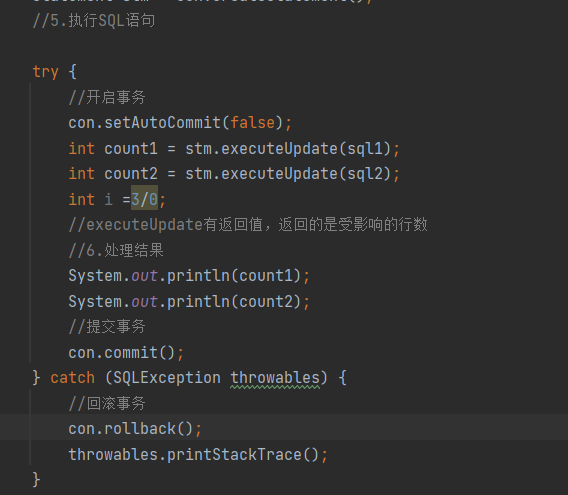 //5.执行SQL语句
try {
//开启事务
con.setAutoCommit(false);
int count1 = stm.executeUpdate(sql1);
int count2 = stm.executeUpdate(sql2);
int i =3/0;
//executeUpdate有返回值，返回的是受影响的行数
//6.处理结果
System.out.println(count1);
System.out.println(count2);
//提交事务
con.commit();
} catch (SQLException throwables) {
//回滚事务
con.rollback();
throwables.printStackTrace();
}